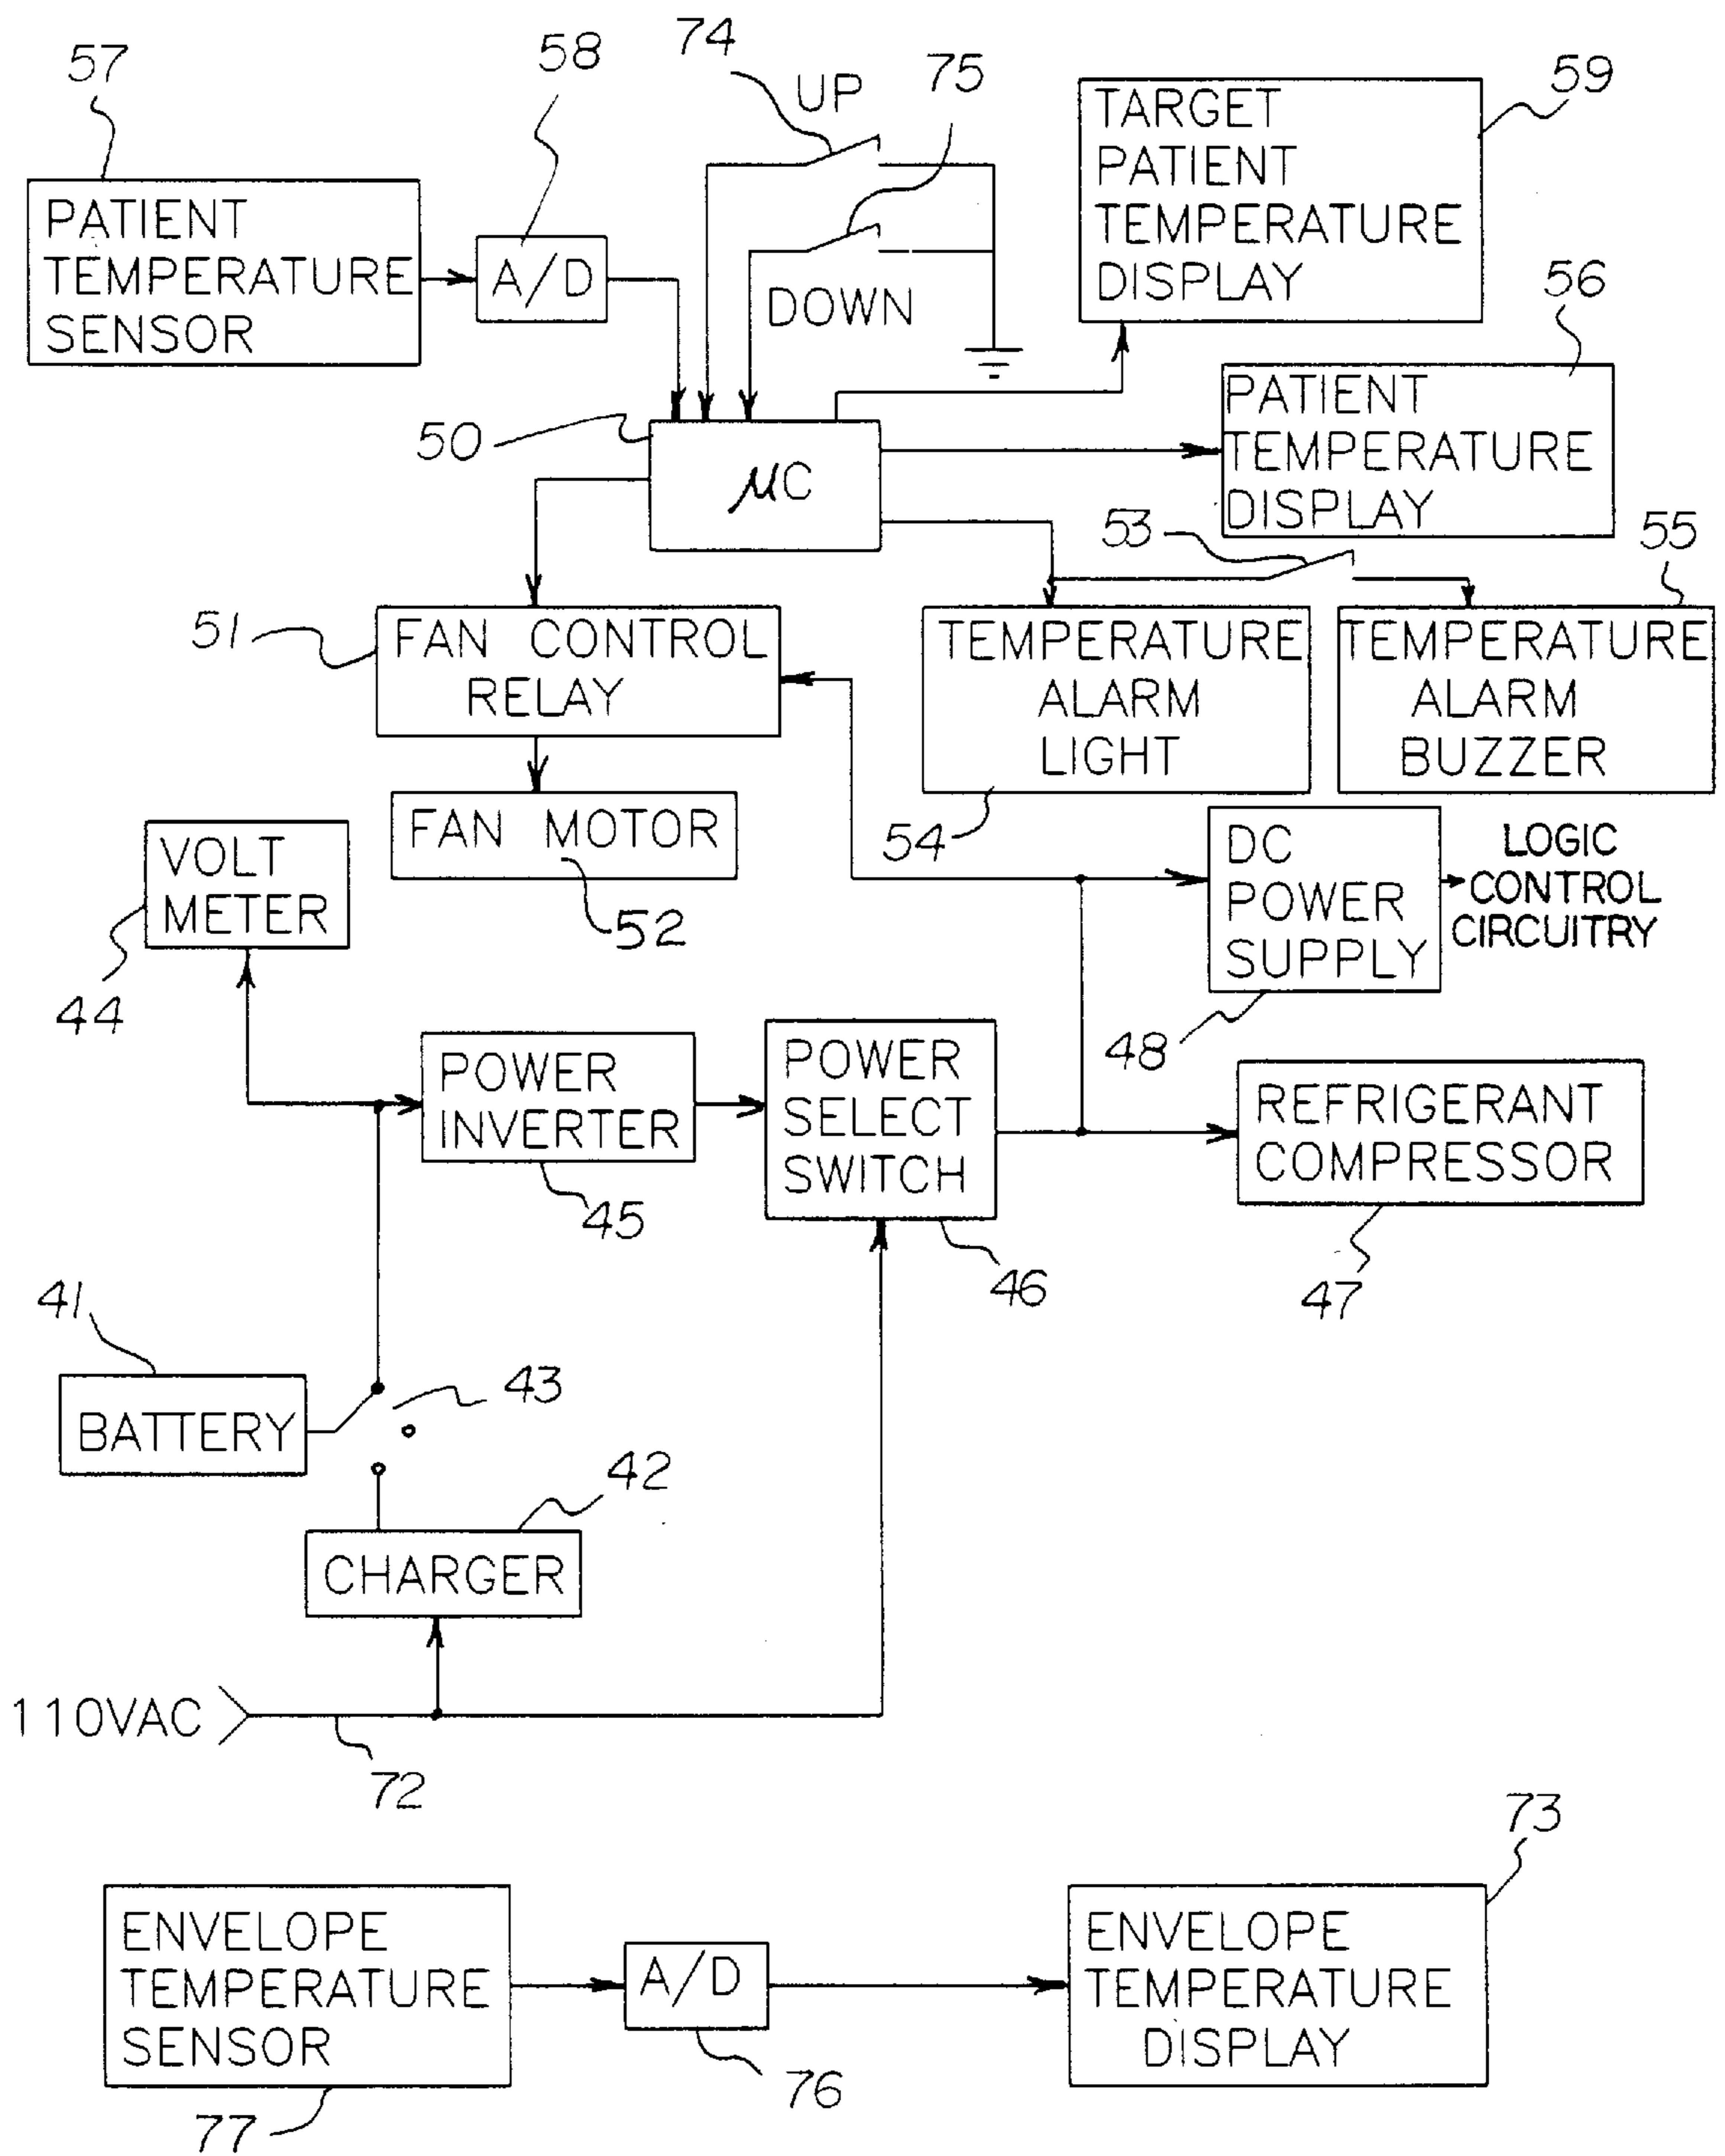 57
58
74
UP
75
59
TARGET
PATIENT
TEMPERATURE
DISPLAY
PATIENT
TEMPERATURE
SENSOR
A/D
DOWN
56
50
μC
PATIENT
TEMPERATURE
DISPLAY
53
55
51
FAN CONTROL
RELAY
TEMPERATURE
ALARM
LIGHT
TEMPERATURE
ALARM
BUZZER
FAN MOTOR
52
54
VOLT
METER
44
DC
POWER
SUPPLY
LOGIC
CONTROL
CIRCUITRY
48
POWER
INVERTER
45
POWER
SELECT
SWITCH
46
REFRIGERANT
COMPRESSOR
47
41
BATTERY
43
42
CHARGER
110VAC
72
73
ENVELOPE
TEMPERATURE
SENSOR
77
A/D
76
ENVELOPE
TEMPERATURE
DISPLAY